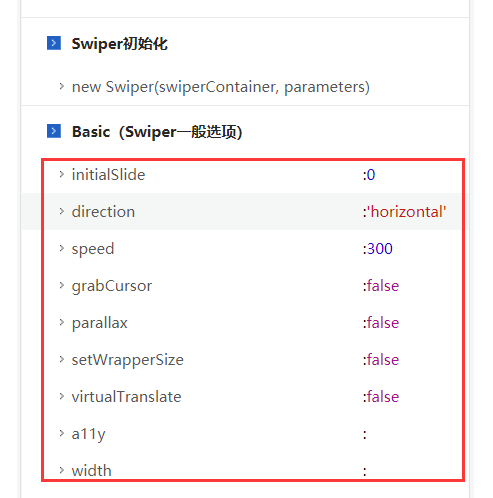 Swiper初始化
new Swiper(swiperContainer, parameters)
Basic（Swiper一般选项）
initialSlide :0
direction :'horizontal'
speed :300
grabCursor :false
parallax :false
setWrapperSize :false
virtualTranslate :false
a11y :
width :